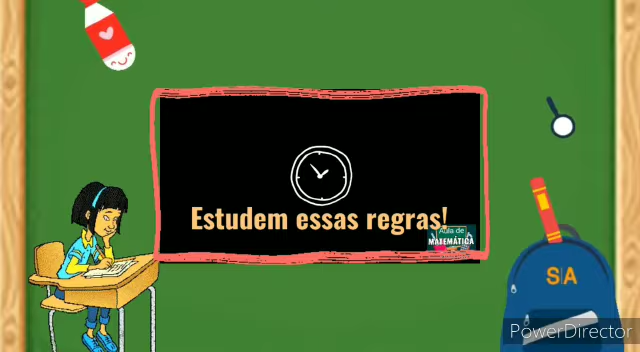 Estudem essas regras!
Aula de
MATEMÁTICA
S|A
PowerDirector